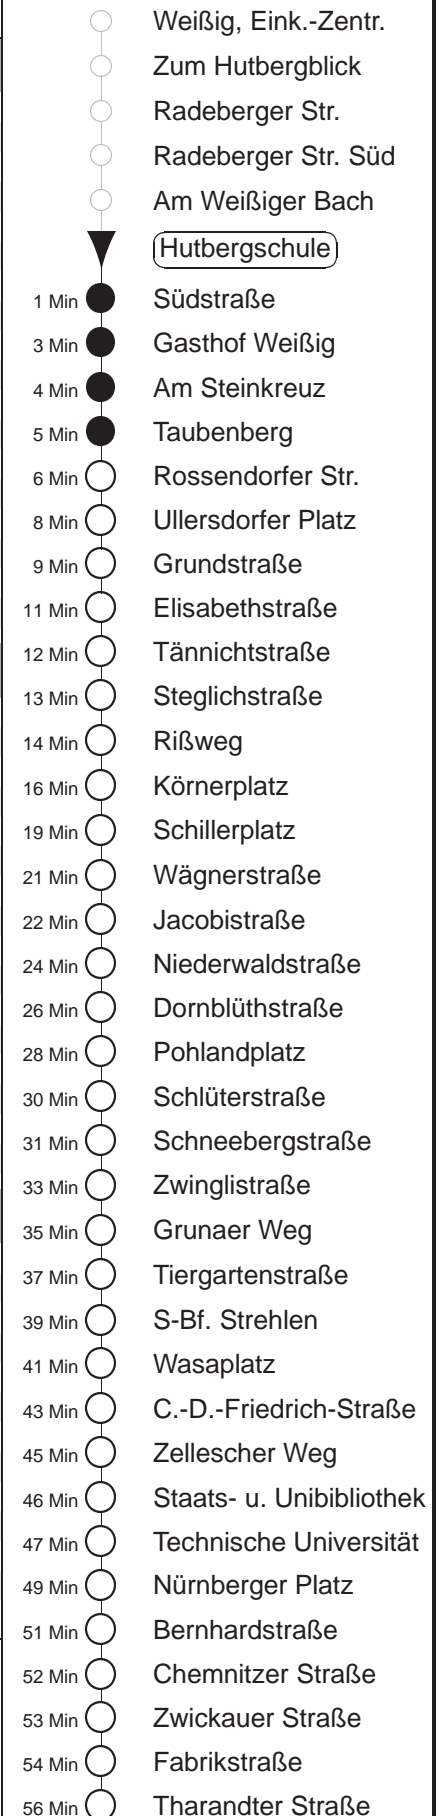 Weißig, Eink.-Zentr.
Zum Hutbergblick
Radeberger Str.
Radeberger Str. Süd
Am Weißiger Bach
Hutbergschule
1 Min Südstraße
3 Min Gasthof Weißig
4 Min Am Steinkreuz
5 Min Taubenberg
6 Min Rossendorfer Str.
8 Min Ullersdorfer Platz
9 Min Grundstraße
11 Min Elisabethstraße
12 Min Tännichtstraße
13 Min Steglichstraße
14 Min Rißweg
16 Min Körnerplatz
19 Min Schillerplatz
21 Min Wägnerstraße
22 Min Jacobistraße
24 Min Niederwaldstraße
26 Min Dornblüthstraße
28 Min Pohlandplatz
30 Min Schlüterstraße
31 Min Schneebergstraße
33 Min Zwinglistraße
35 Min Grunaer Weg
37 Min Tiergartenstraße
39 Min S-Bf. Strehlen
41 Min Wasaplatz
43 Min C.-D.-Friedrich-Straße
45 Min Zellescher Weg
46 Min Staats- u. Unibibliothek
47 Min Technische Universität
49 Min Nürnberger Platz
51 Min Bernhardstraße
52 Min Chemnitzer Straße
53 Min Zwickauer Straße
54 Min Fabrikstraße
56 Min Tharandter Straße